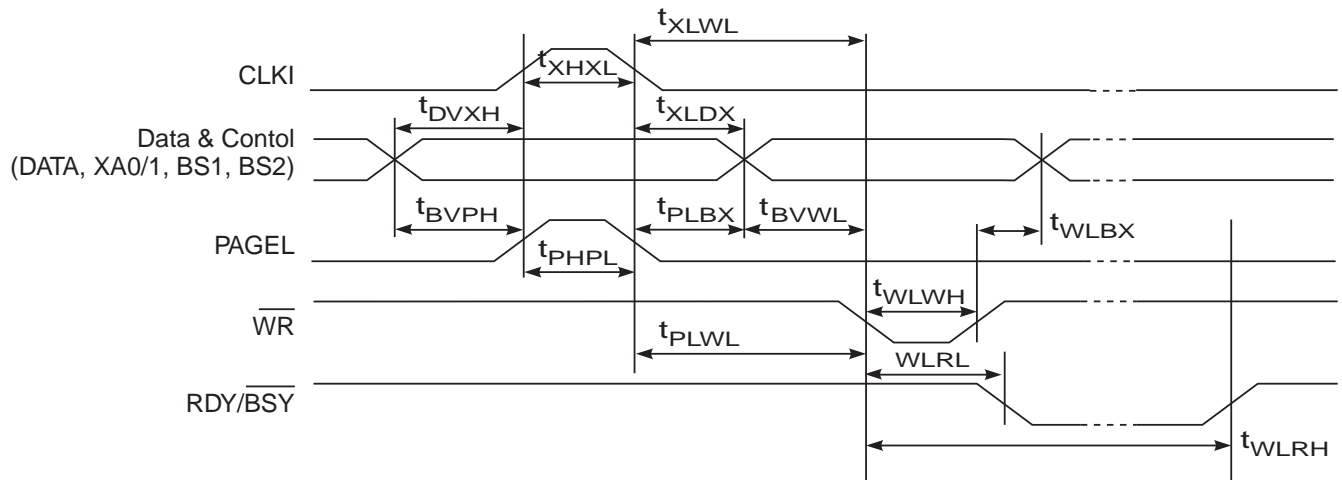 tXLWL
CLKI
tXHXL
tDVXH
tXLDX
Data & Contol
(DATA, XA0/1, BS1, BS2)
tBVPH
tPLBX
tBVWL
tWLBX
PAGEL
tPHPL
tWLWH
WR
tPLWL
WLRL
RDY/BSY
tWLRH